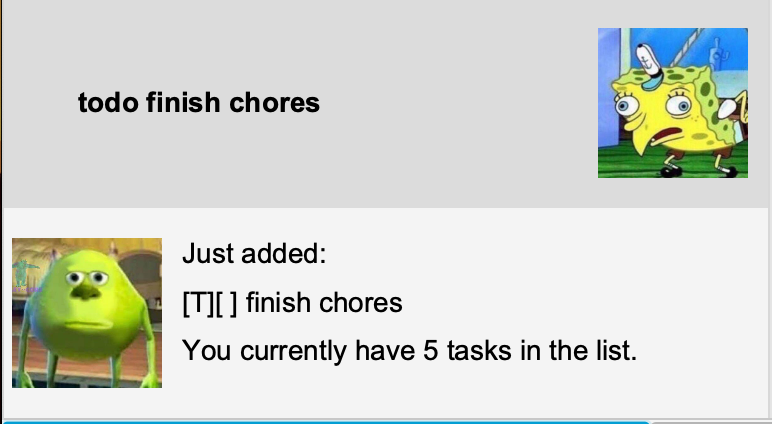 todo finish chores
Just added:
[T][ ] finish chores
You currently have 5 tasks in the list.